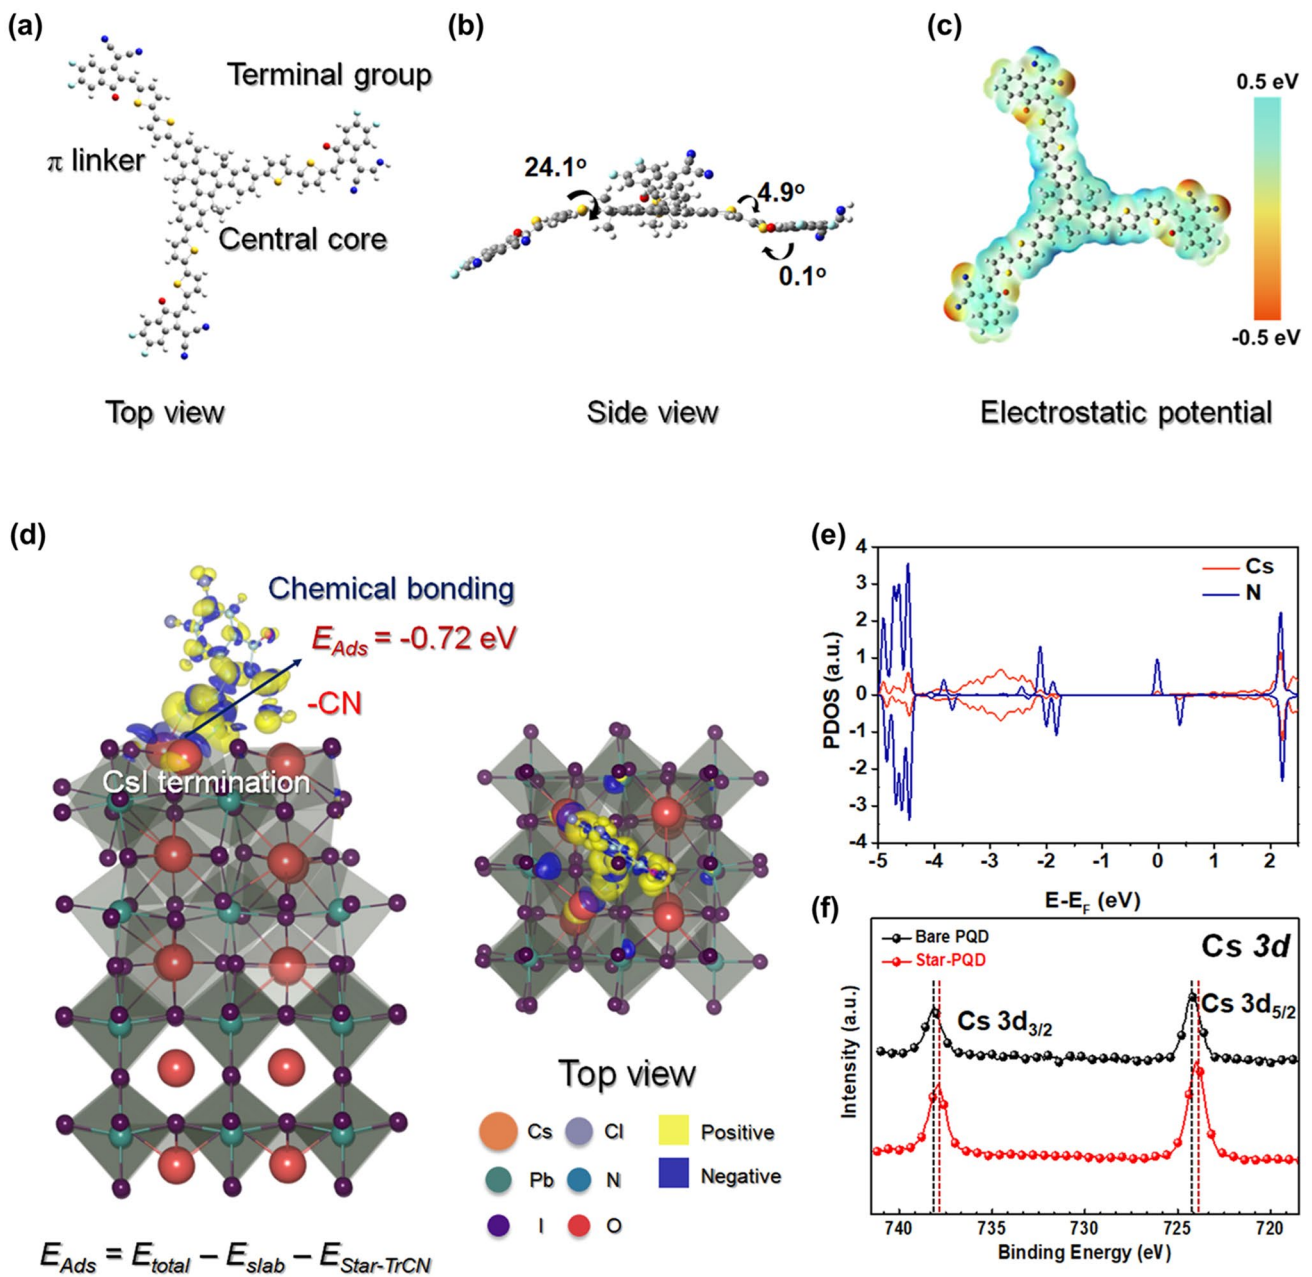 (a)
Terminal group
π linker
Central core
Top view
(b)
24.1°
4.9°
0.1°
Side view
(c)
0.5 eV
-0.5 eV
Electrostatic potential
(d)
Chemical bonding
E_Ads = -0.72 eV
-CN
CsI termination
Top view
Cs
Cl
Positive
Pb
N
Negative
I
O
E_Ads = E_total – E_slab – E_Star-TrCN
(e)
4
3
2
1
0
-1
-2
-3
-4
PDOS (a.u.)
Cs
N
-5
-4
-3
-2
-1
0
1
2
E-E_F (eV)
(f)
Bare PQD
Star-PQD
Cs 3d
Cs 3d_3/2
Cs 3d_5/2
Intensity (a.u.)
740
735
730
725
720
Binding Energy (eV)